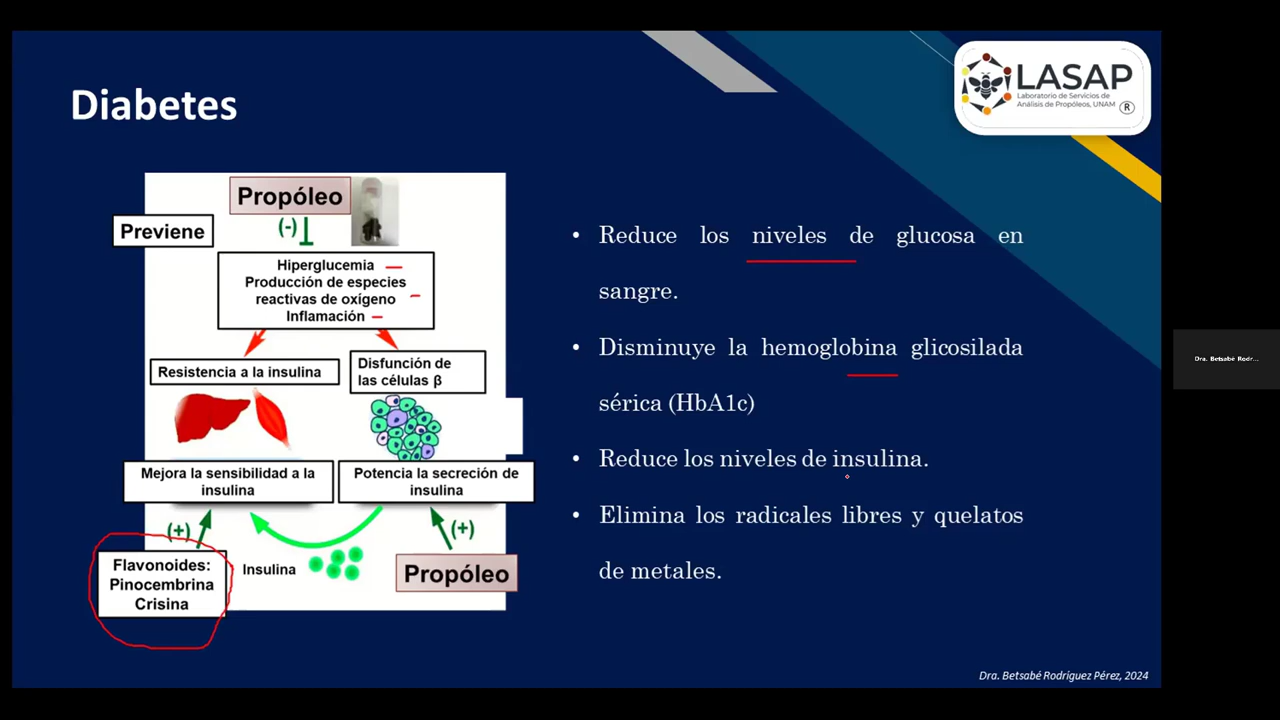 Diabetes
LASAP
Laboratorio de Servicios de
Análisis de Propóleos, UNAM
®
Propóleo
(-)
Previene
Hiperglucemia
Producción de especies
reactivas de oxígeno
Inflamación
Resistencia a la insulina
Disfunción de
las células β
Mejora la sensibilidad a la
insulina
Potencia la secreción de
insulina
(+)
(+)
Flavonoides:
Pinocembrina
Crisina
Insulina
Propóleo
• Reduce los niveles de glucosa en
sangre.
• Disminuye la hemoglobina glicosilada
sérica (HbA1c)
• Reduce los niveles de insulina.
• Elimina los radicales libres y quelatos
de metales.
Dra. Betsabé Rodríguez Pérez, 2024
Dra. Betsabé Rodr...